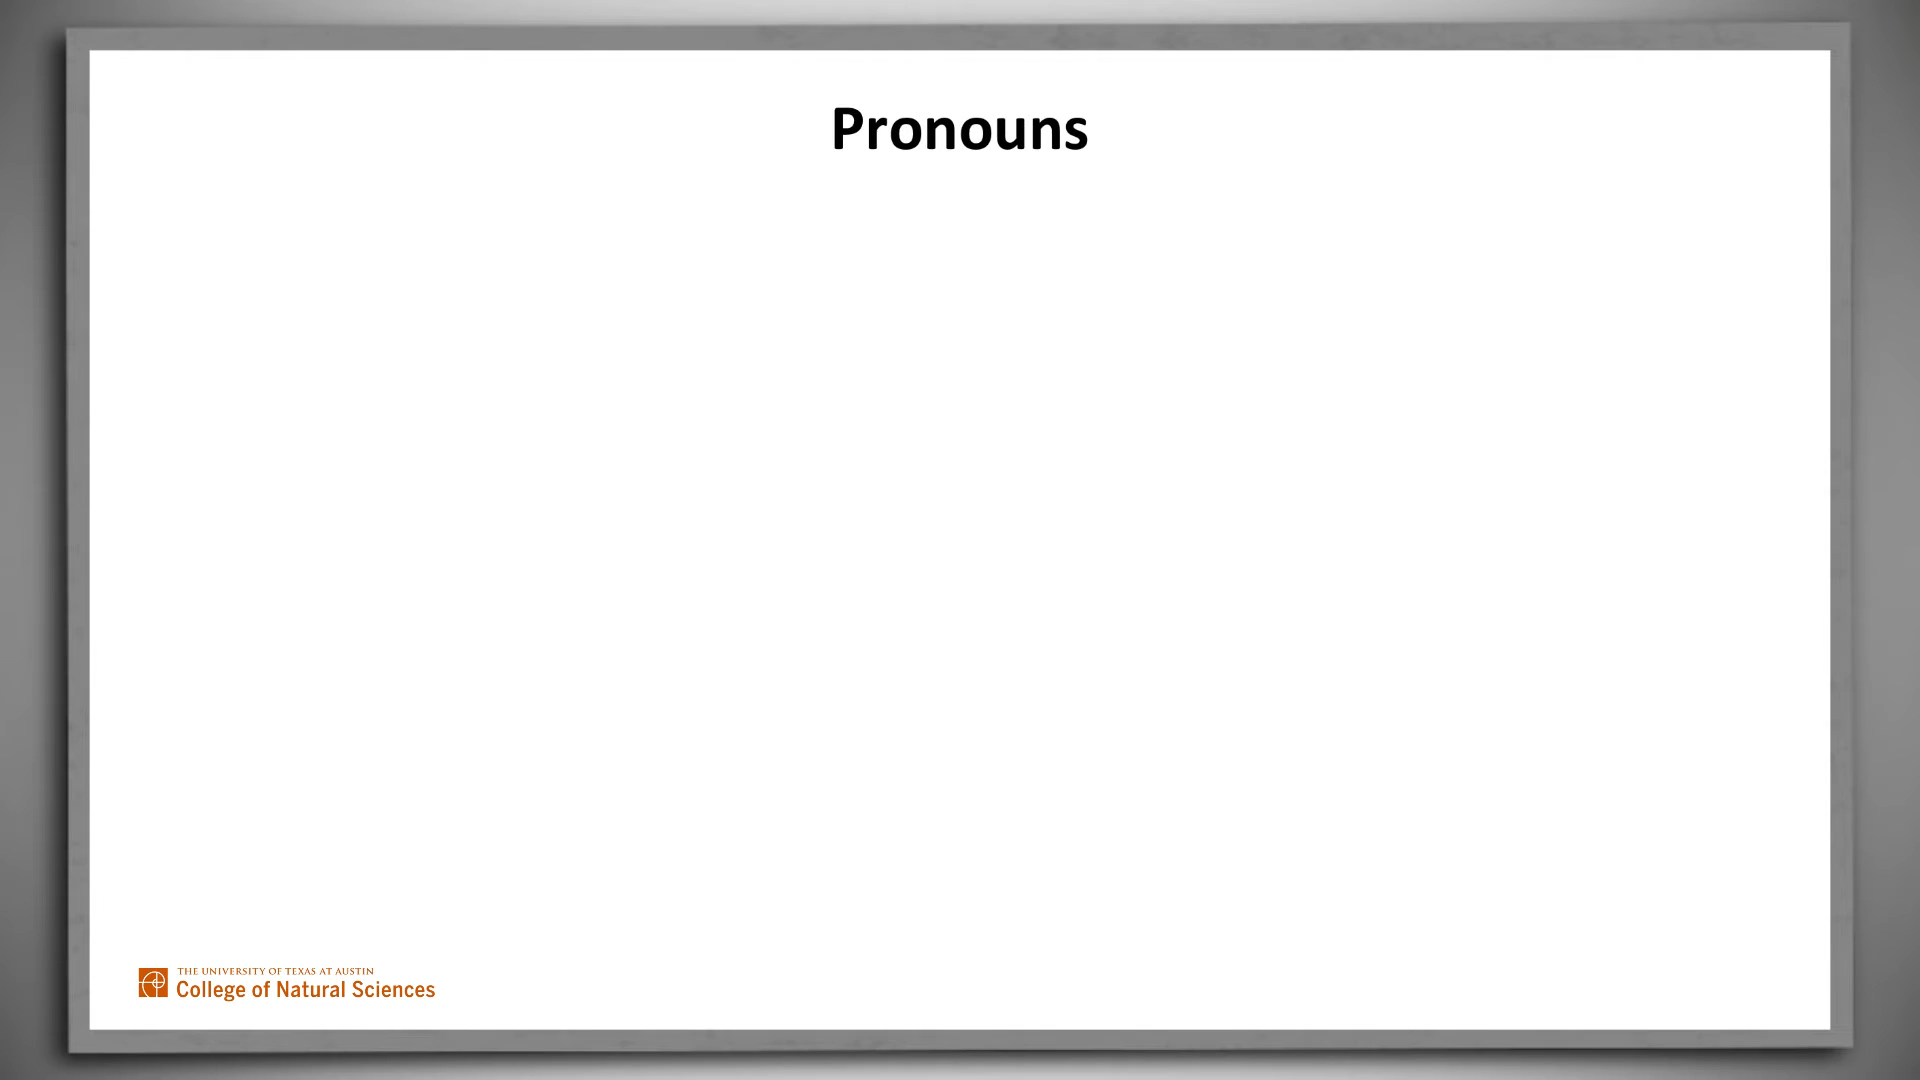 Pronouns
THE UNIVERSITY OF TEXAS AT AUSTIN
College of Natural Sciences